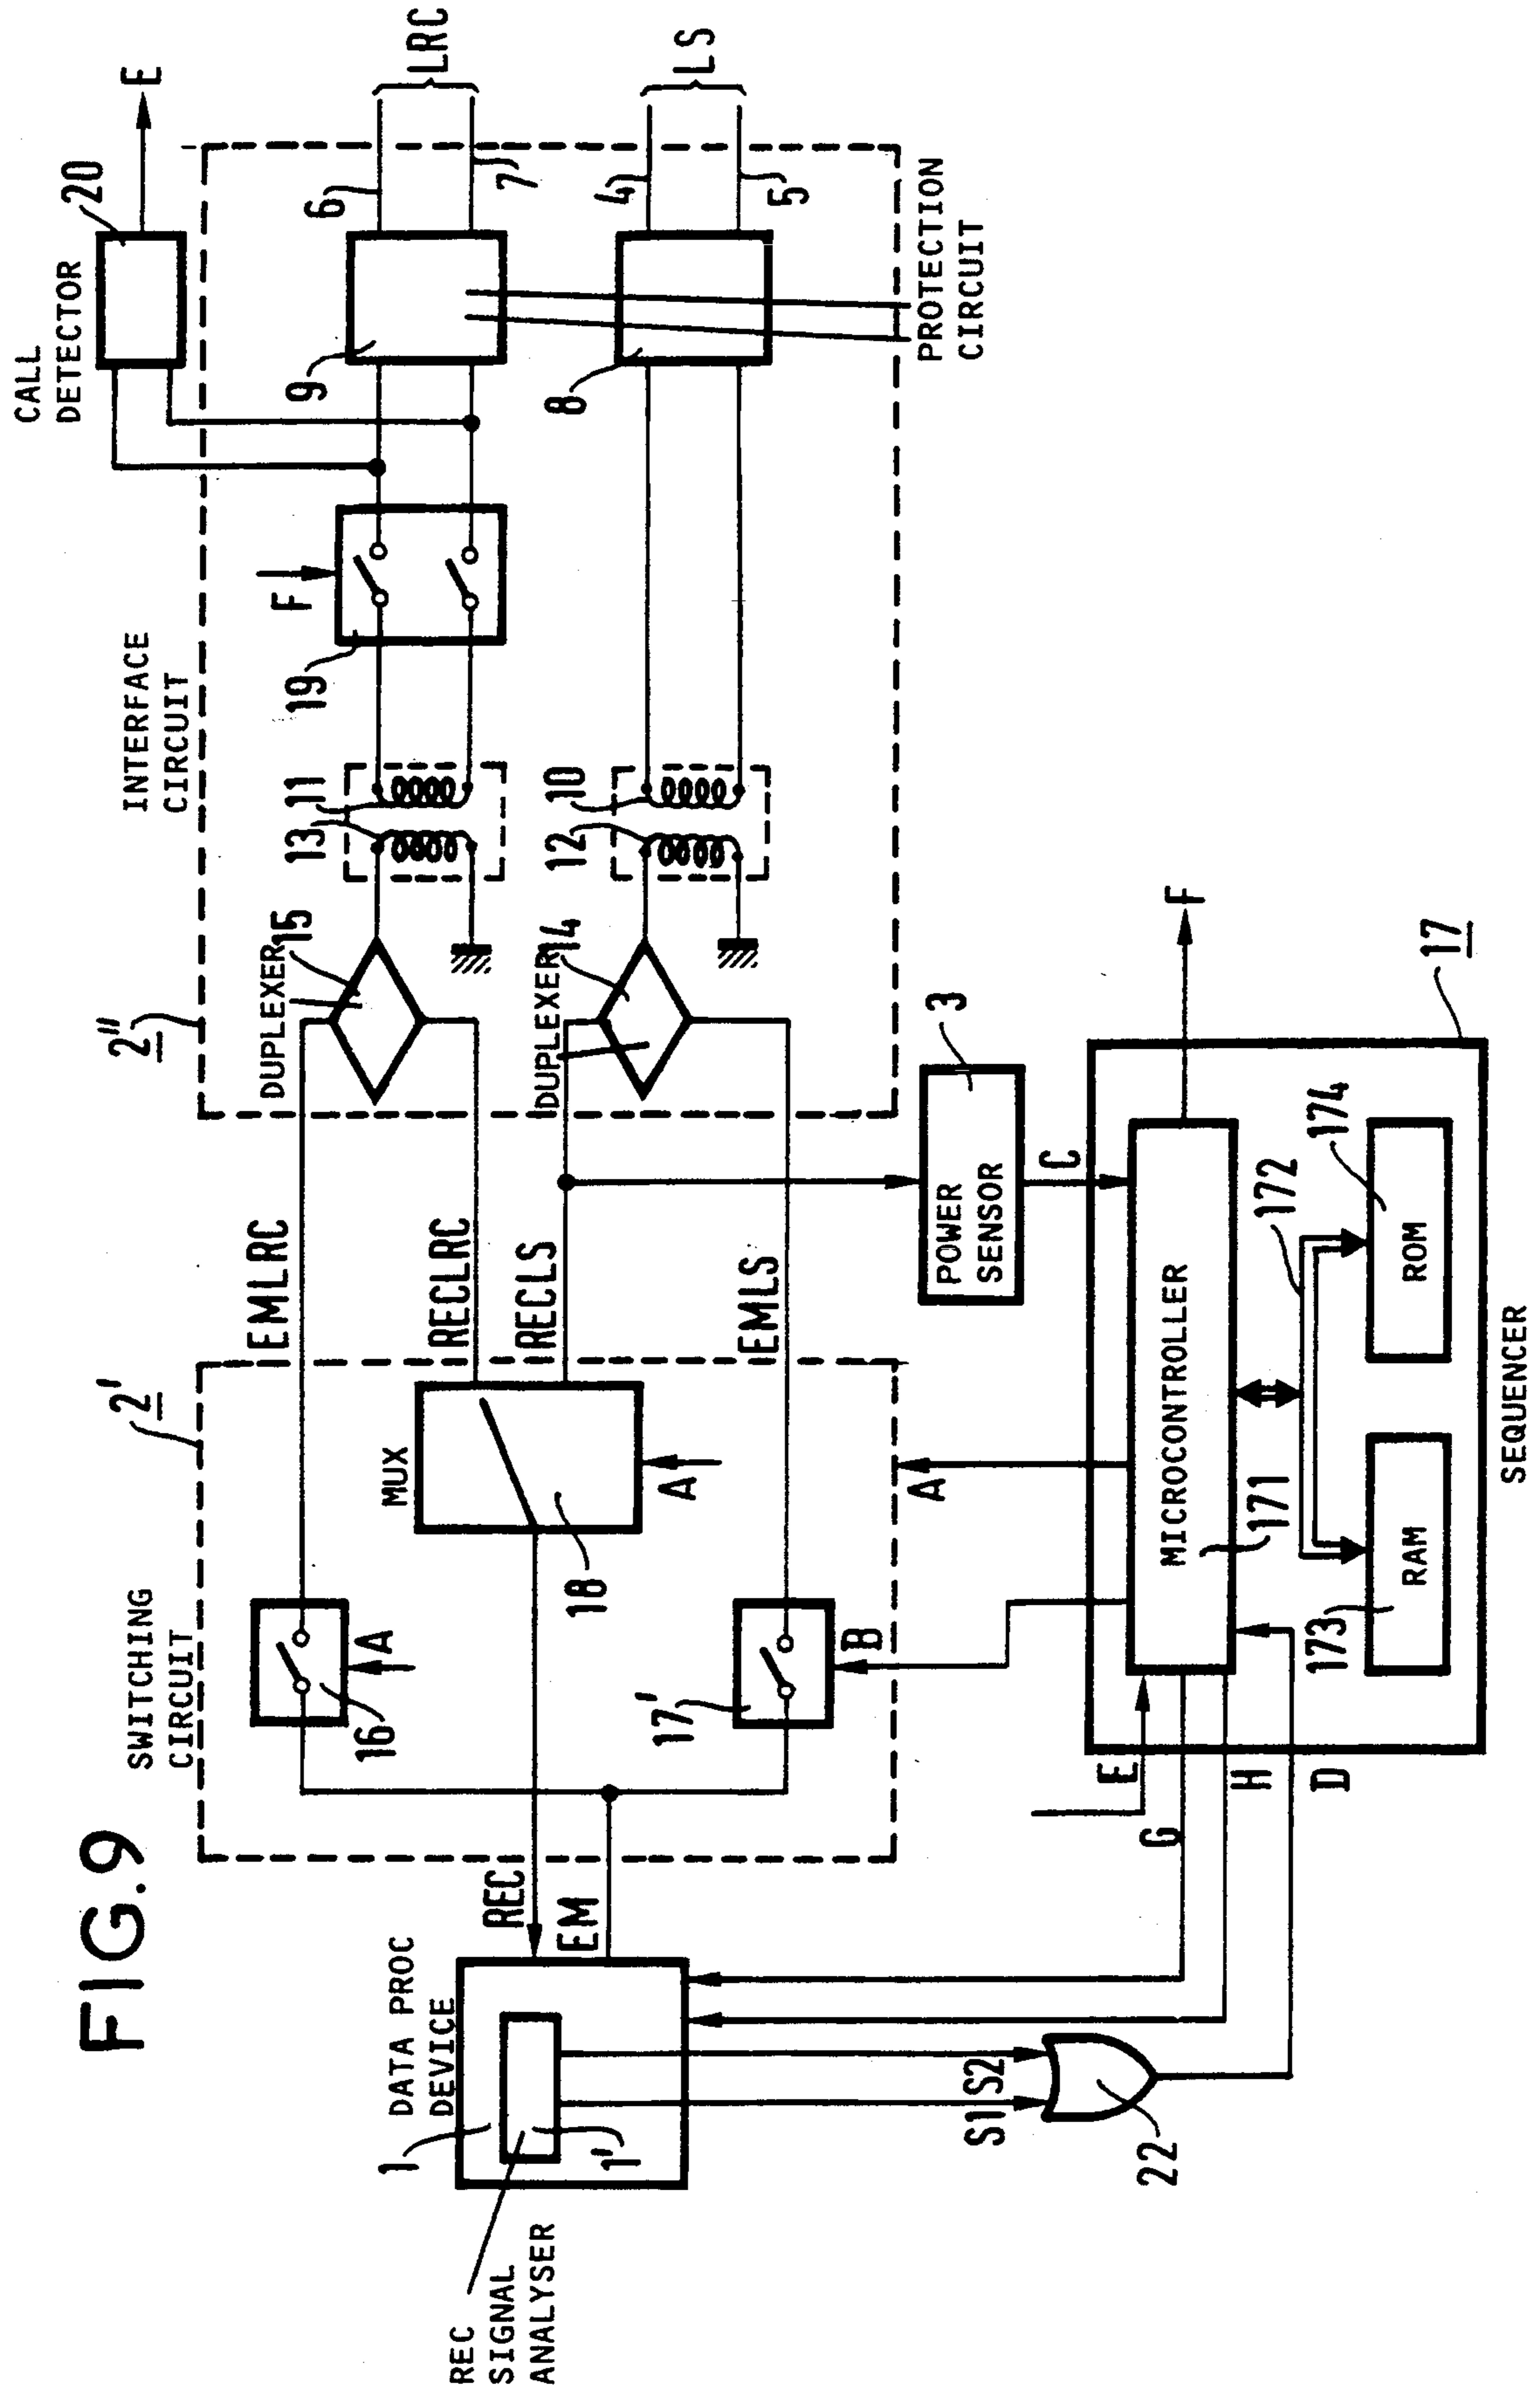 FIG.9
SWITCHING
CIRCUIT
2'
INTERFACE
CIRCUIT
2"
CALL
DETECTOR
20
E
16
A
EMLRC
DUPLEXER
15
13
11
19
F
9
6
7
LRC
MUX
18
A
RECLRC
RECLS
DUPLEXER
14
12
10
8
4
5
LS
PROTECTION
CIRCUIT
REC
SIGNAL
ANALYSER
1
1'
DATA PROC
DEVICE
REC
EM
17'
B
EMLS
A
POWER
SENSOR
3
C
S1
S2
22
E
G
H
D
MICROCONTROLLER
171
172
173
RAM
174
ROM
F
17
SEQUENCER